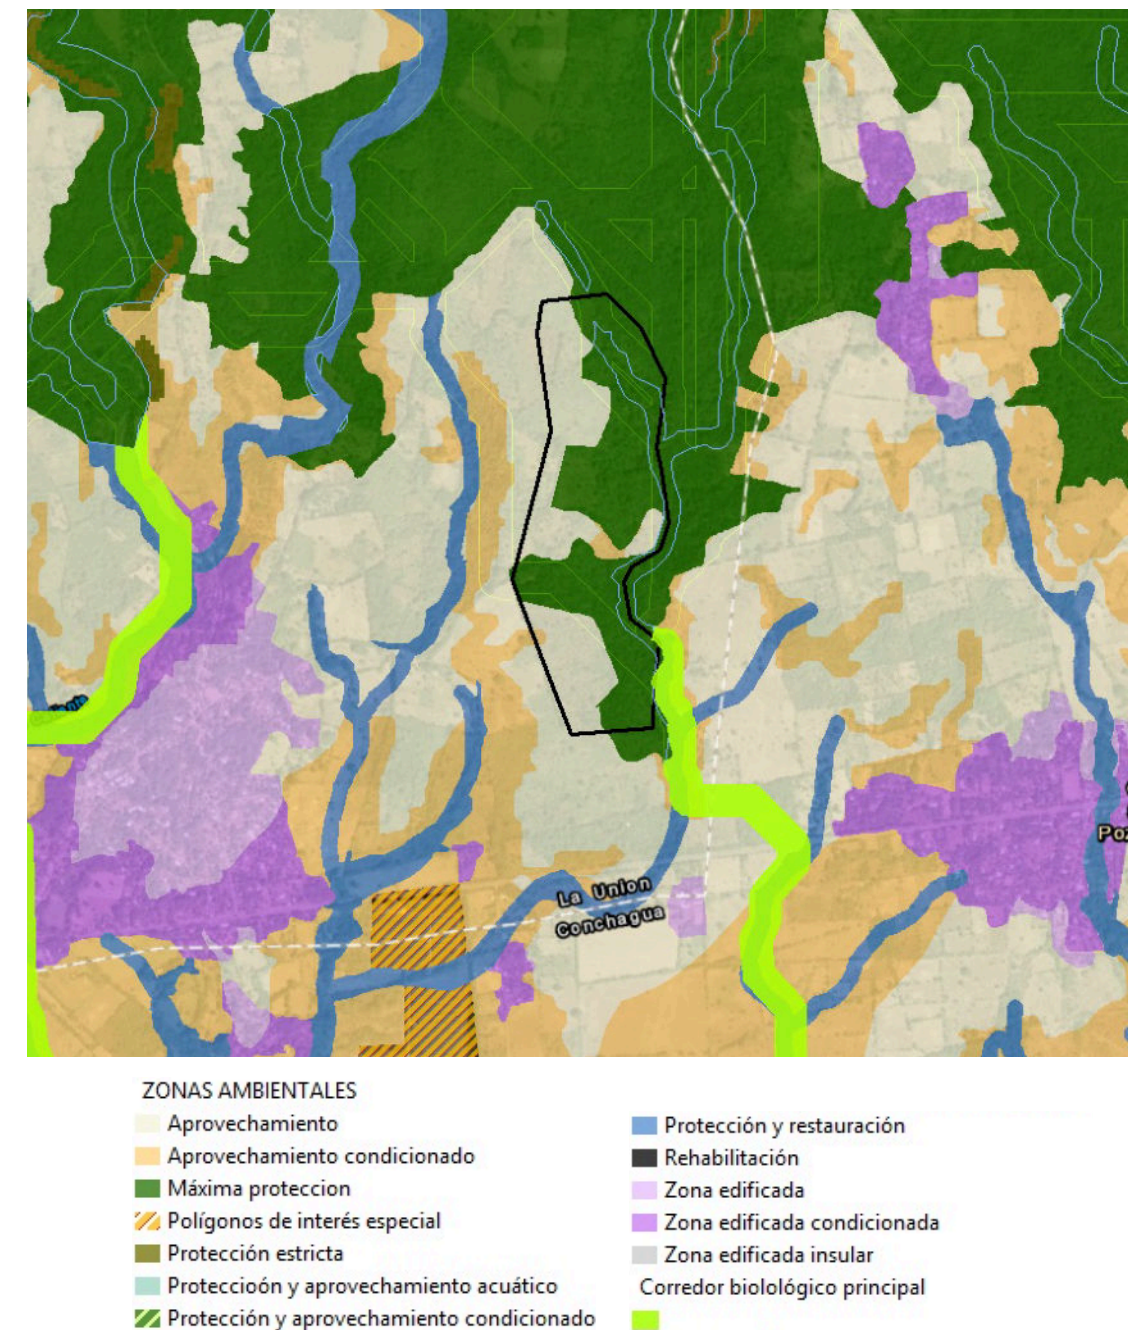 La Union
Conchagua
Poz
ZONAS AMBIENTALES
Aprovechamiento
Aprovechamiento condicionado
Máxima proteccion
Polígonos de interés especial
Protección estricta
Proteccioón y aprovechamiento acuático
Protección y aprovechamiento condicionado
Protección y restauración
Rehabilitación
Zona edificada
Zona edificada condicionada
Zona edificada insular
Corredor biolológico principal